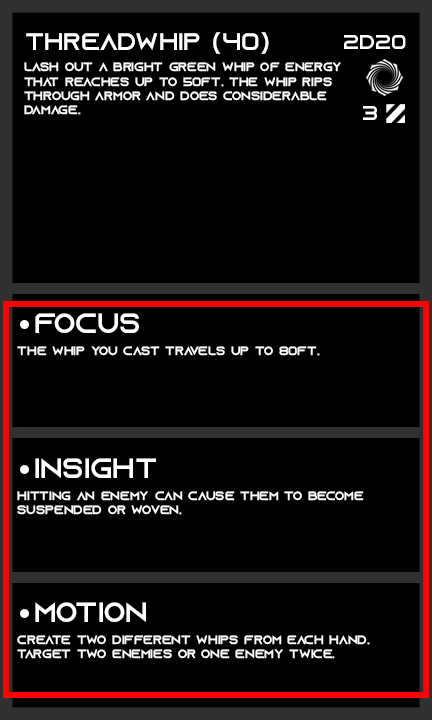 THREADWHIP (40) 2D20
LASH OUT A BRIGHT GREEN WHIP OF ENERGY
THAT REACHES UP TO 50FT. THE WHIP RIPS
THROUGH ARMOR AND DOES CONSIDERABLE
DAMAGE.
3
•FOCUS
THE WHIP YOU CAST TRAVELS UP TO 80FT.
•INSIGHT
HITTING AN ENEMY CAN CAUSE THEM TO BECOME
SUSPENDED OR WOVEN.
•MOTION
CREATE TWO DIFFERENT WHIPS FROM EACH HAND.
TARGET TWO ENEMIES OR ONE ENEMY TWICE.